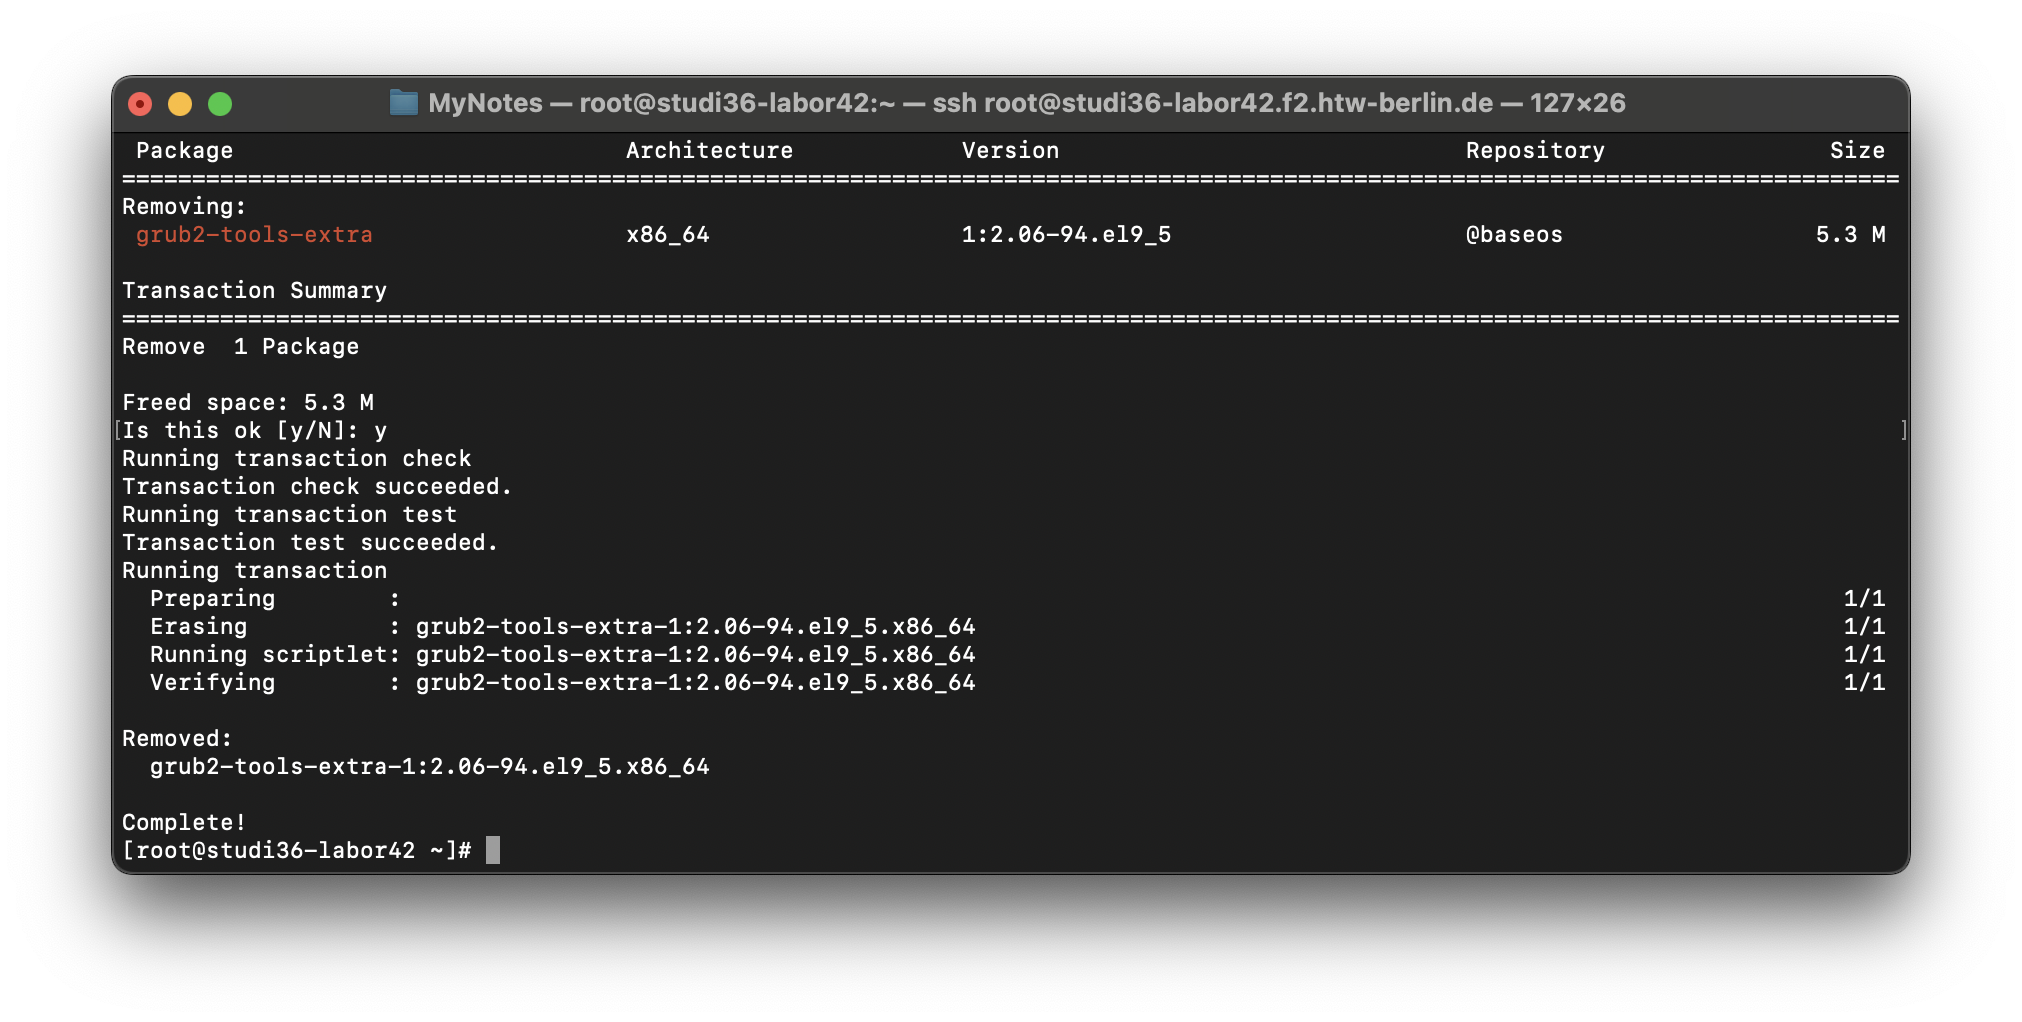 MyNotes — root@studi36-labor42:~ — ssh root@studi36-labor42.f2.htw-berlin.de — 127×26
Package Architecture Version Repository Size
===============================================================================================================================
Removing:
grub2-tools-extra x86_64 1:2.06-94.el9_5 @baseos 5.3 M
Transaction Summary
===============================================================================================================================
Remove  1 Package
Freed space: 5.3 M
[Is this ok [y/N]: y ]
Running transaction check
Transaction check succeeded.
Running transaction test
Transaction test succeeded.
Running transaction
Preparing : 1/1
Erasing : grub2-tools-extra-1:2.06-94.el9_5.x86_64 1/1
Running scriptlet: grub2-tools-extra-1:2.06-94.el9_5.x86_64 1/1
Verifying : grub2-tools-extra-1:2.06-94.el9_5.x86_64 1/1
Removed:
grub2-tools-extra-1:2.06-94.el9_5.x86_64
Complete!
[root@studi36-labor42 ~]#